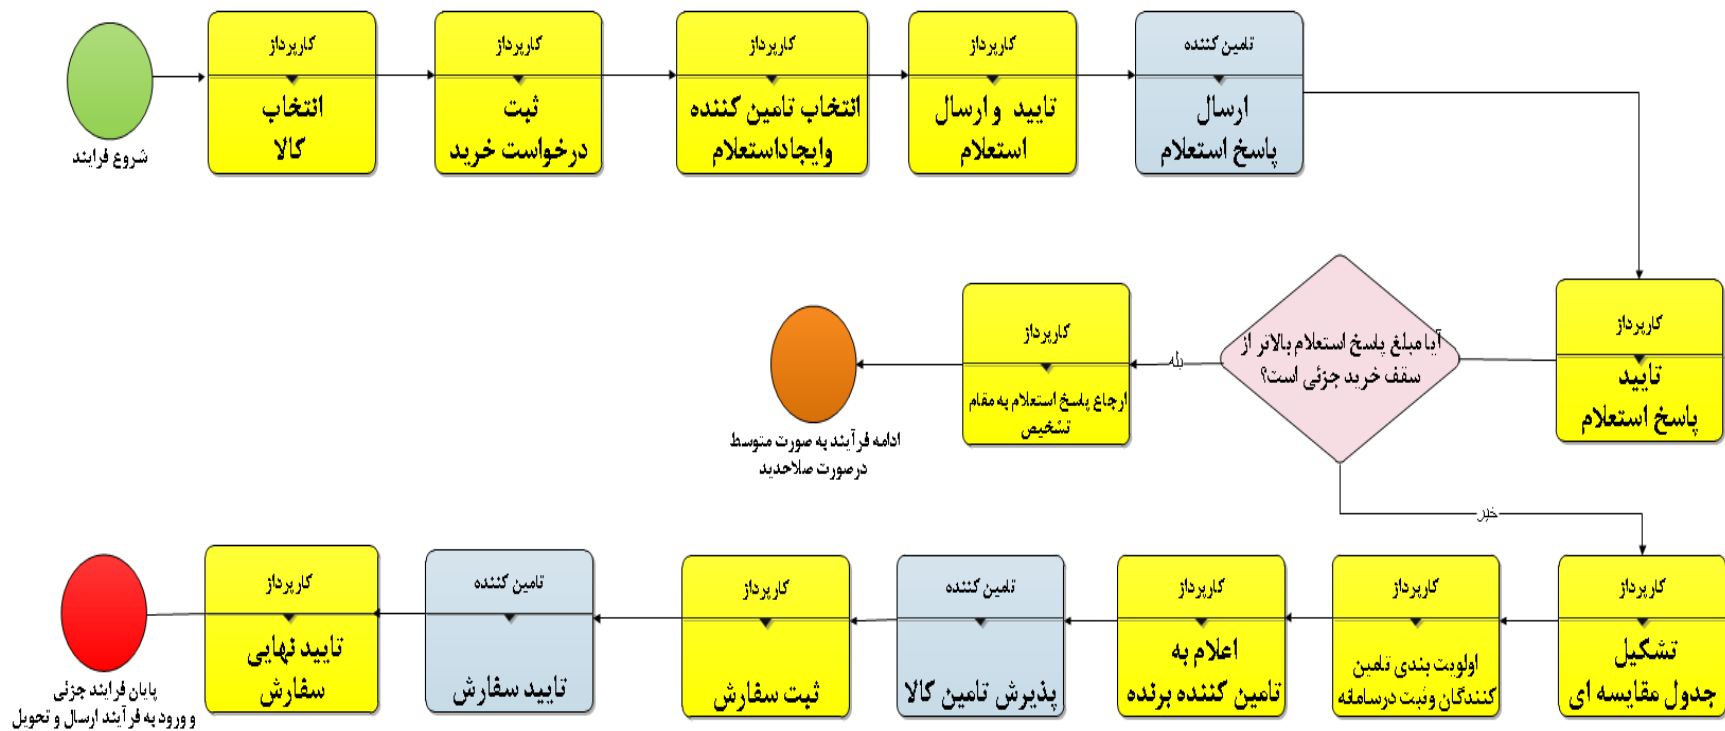 شروع فرایند
کارپرداز
انتخاب
کالا
کارپرداز
ثبت
درخواست خرید
کارپرداز
انتخاب تامین کننده
وایجاداستعلام
کارپرداز
تایید و ارسال
استعلام
تامین کننده
ارسال
پاسخ استعلام
کارپرداز
تایید
پاسخ استعلام
آیا مبلغ پاسخ استعلام بالاتر از
سقف خرید جزئی است؟
بله
کارپرداز
ارجاع پاسخ استعلام به مقام
تشخیص
ادامه فرآیند به صورت متوسط
درصورت صلاحدید
خیر
کارپرداز
تشکیل
جدول مقایسه ای
کارپرداز
اولویت بندی تامین
کنندگان وثبت درسامانه
کارپرداز
اعلام به
تامین کننده برنده
تامین کننده
پذیرش تامین کالا
کارپرداز
ثبت سفارش
تامین کننده
تایید سفارش
کارپرداز
تایید نهایی
سفارش
پایان فرایند جزئی
و ورود به فرآیند ارسال و تحویل